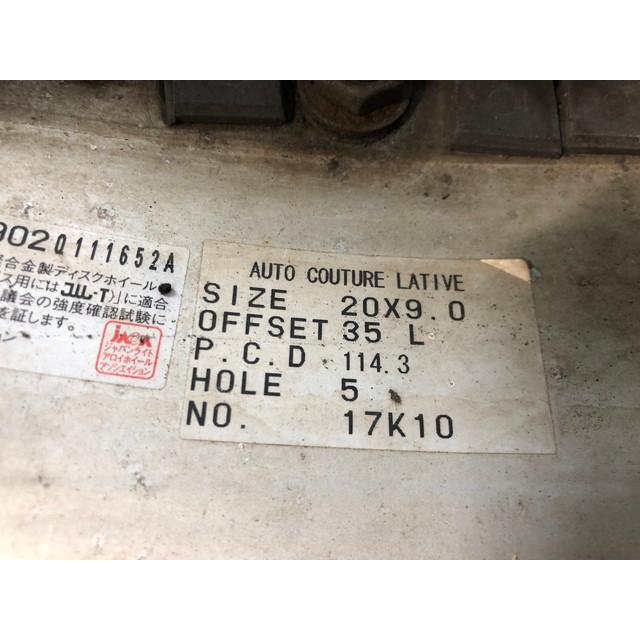 9020111652A
合金製ディスクホイール
ス用には JWL・T)」に適合
議会の強度確認試験に
を証します。
ジャパンライト
アロイホイール
アソシエイション
AUTO COUTURE LATIVE
SIZE 20X9.0
OFFSET 35 L
P.C.D 114.3
HOLE 5
NO. 17K10